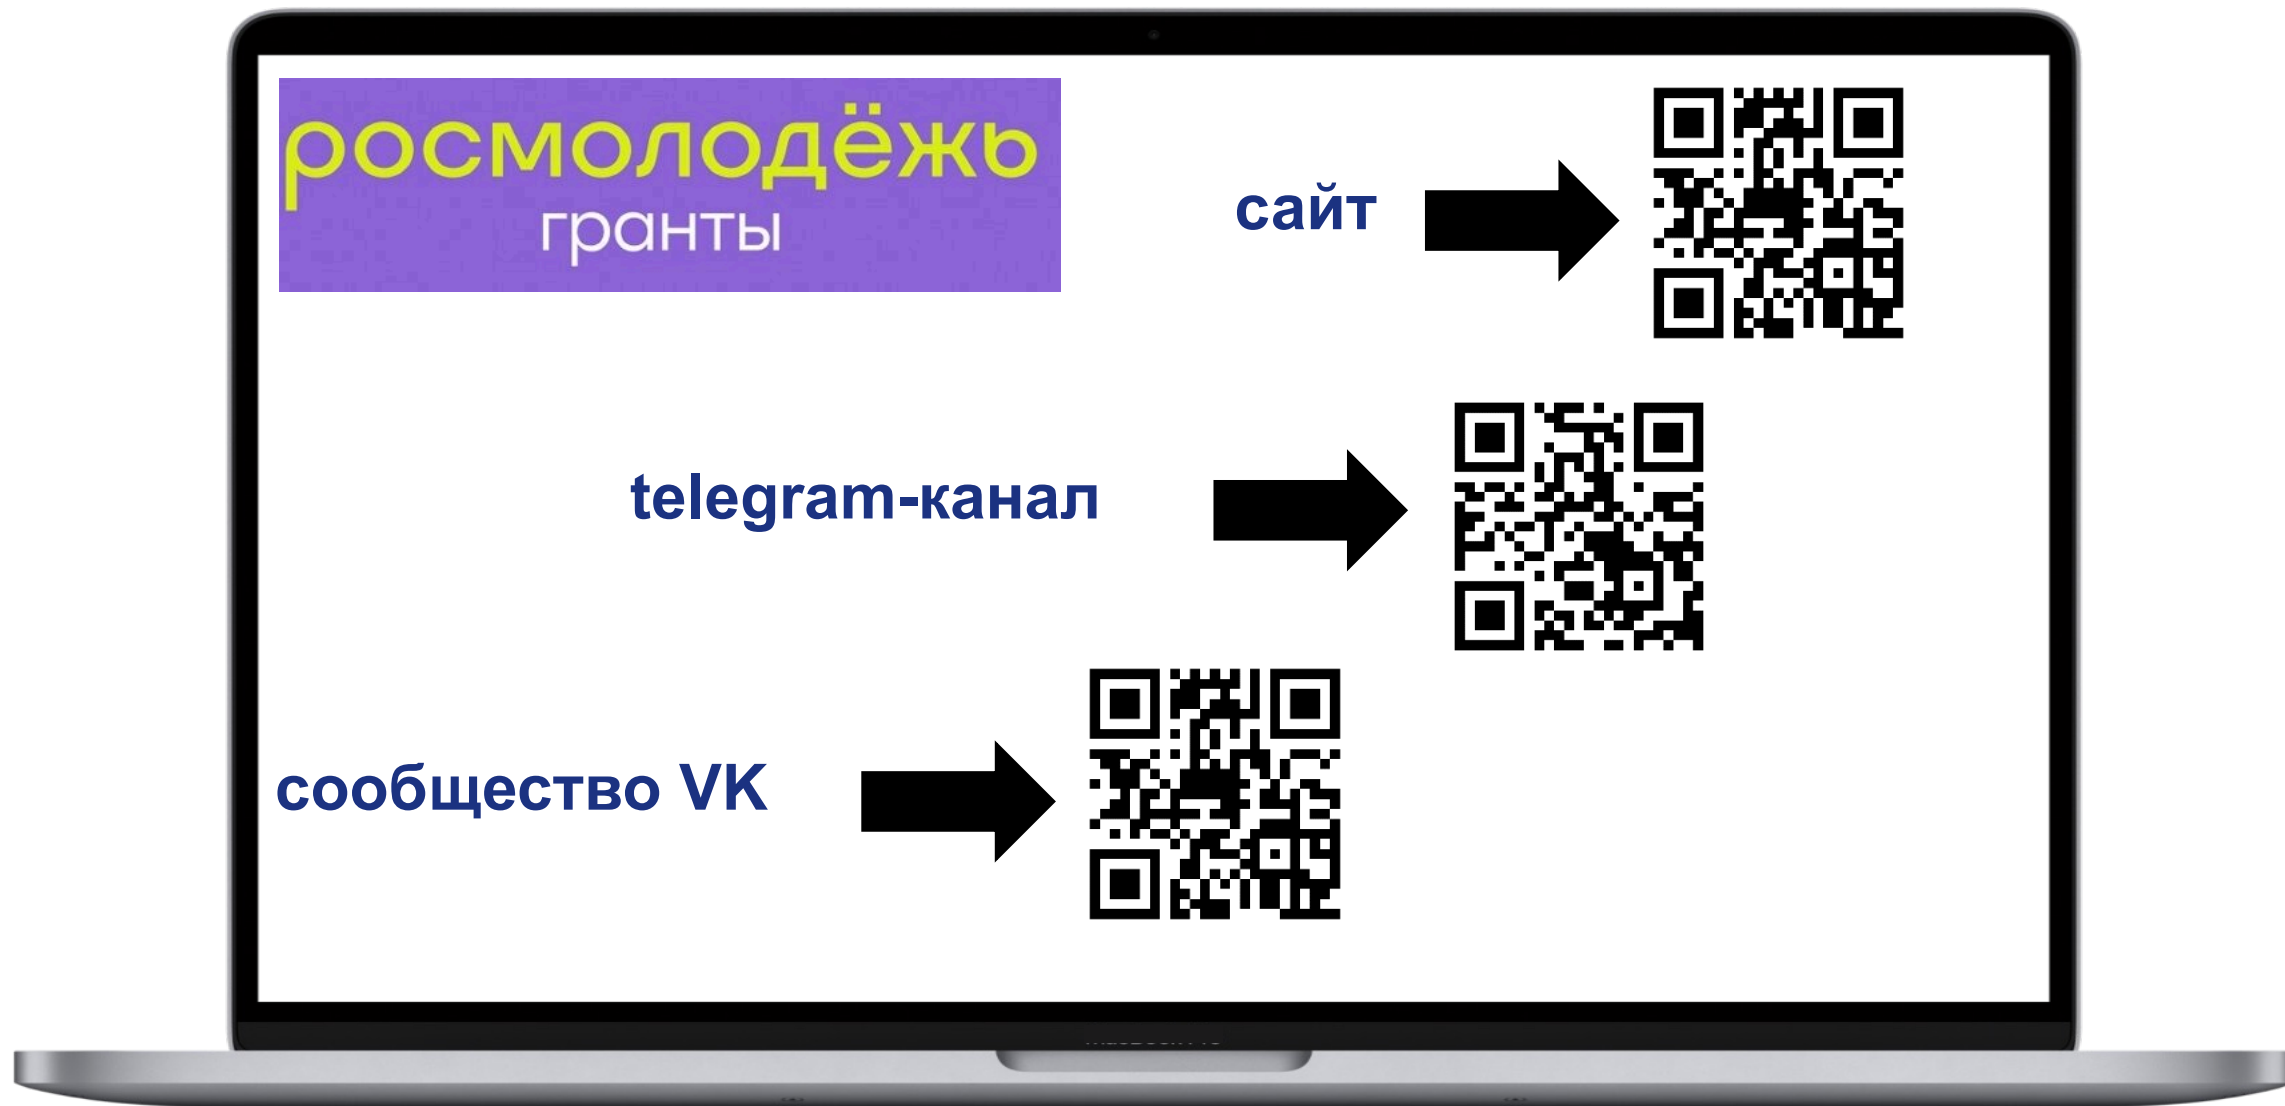 росмолодёжь
гранты
сайт
telegram-канал
сообщество VK